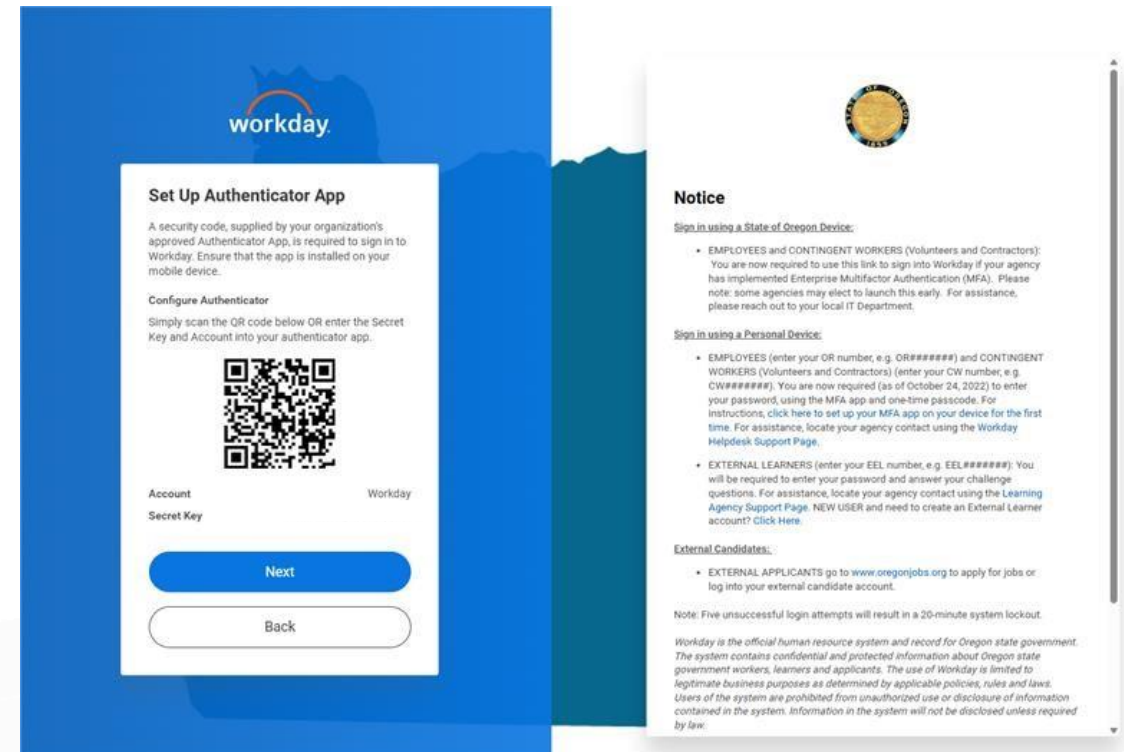 workday.
Set Up Authenticator App
A security code, supplied by your organization's
approved Authenticator App, is required to sign in to
Workday. Ensure that the app is installed on your
mobile device.
Configure Authenticator
Simply scan the QR code below OR enter the Secret
Key and Account into your authenticator app.
Account Workday
Secret Key
Next
Back
STATE OF OREGON
1859
Notice
Sign in using a State of Oregon Device:
• EMPLOYEES and CONTINGENT WORKERS (Volunteers and Contractors):
You are now required to use this link to sign into Workday if your agency
has implemented Enterprise Multifactor Authentication (MFA). Please
note: some agencies may elect to launch this early. For assistance,
please reach out to your local IT Department.
Sign in using a Personal Device:
• EMPLOYEES (enter your OR number, e.g. OR#######) and CONTINGENT
WORKERS (Volunteers and Contractors) (enter your CW number, e.g.
CW#######). You are now required (as of October 24, 2022) to enter
your password, using the MFA app and one-time passcode. For
instructions, click here to set up your MFA app on your device for the first
time. For assistance, locate your agency contact using the Workday
Helpdesk Support Page.
• EXTERNAL LEARNERS (enter your EEL number, e.g. EEL#######): You
will be required to enter your password and answer your challenge
questions. For assistance, locate your agency contact using the Learning
Agency Support Page. NEW USER and need to create an External Learner
account? Click Here.
External Candidates:
• EXTERNAL APPLICANTS go to www.oregonjobs.org to apply for jobs or
log into your external candidate account.
Note: Five unsuccessful login attempts will result in a 20-minute system lockout.
Workday is the official human resource system and record for Oregon state government.
The system contains confidential and protected information about Oregon state
government workers, learners and applicants. The use of Workday is limited to
legitimate business purposes as determined by applicable policies, rules and laws.
Users of the system are prohibited from unauthorized use or disclosure of information
contained in the system. Information in the system will not be disclosed unless required
by law.